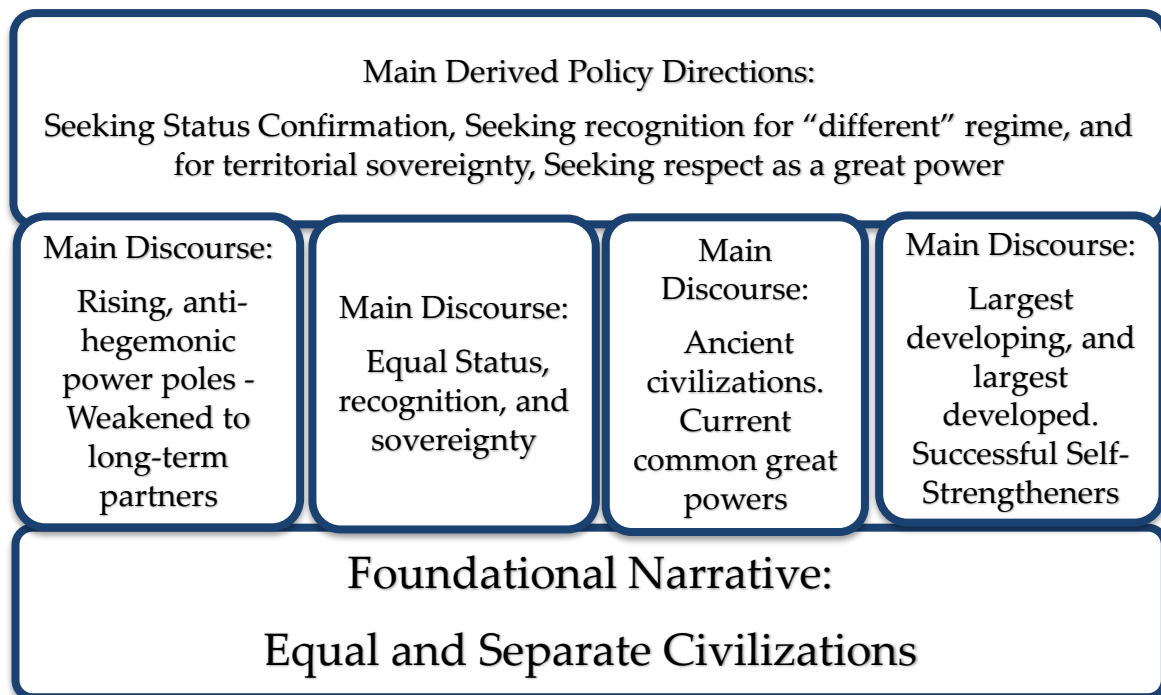 Main Derived Policy Directions:
Seeking Status Confirmation, Seeking recognition for “different” regime, and
for territorial sovereignty, Seeking respect as a great power
Main Discourse:
Rising, anti-
hegemonic
power poles -
Weakened to
long-term
partners
Main Discourse:
Equal Status,
recognition, and
sovereignty
Main
Discourse:
Ancient
civilizations.
Current
common great
powers
Main Discourse:
Largest
developing, and
largest
developed.
Successful Self-
Strengtheners
Foundational Narrative:
Equal and Separate Civilizations